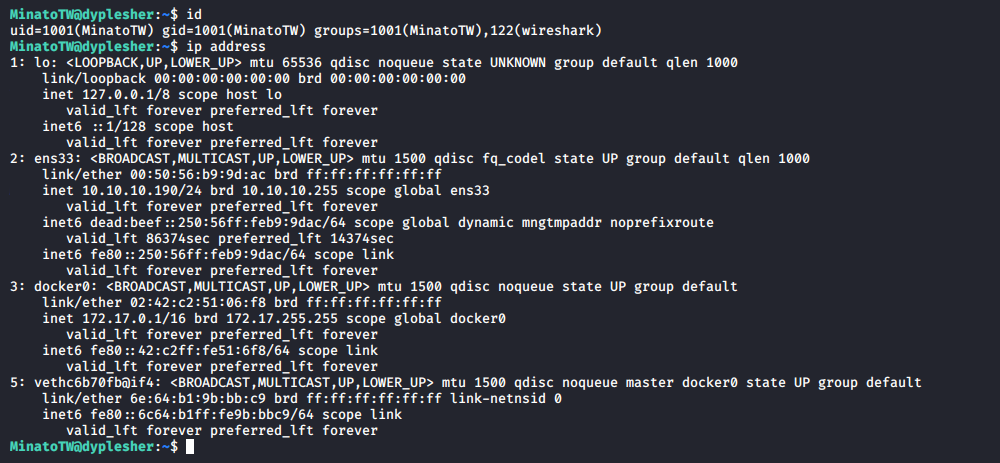 MinatoTW@dyplesher:~$ id
uid=1001(MinatoTW) gid=1001(MinatoTW) groups=1001(MinatoTW),122(wireshark)
MinatoTW@dyplesher:~$ ip address
1: lo: <LOOPBACK,UP,LOWER_UP> mtu 65536 qdisc noqueue state UNKNOWN group default qlen 1000
    link/loopback 00:00:00:00:00:00 brd 00:00:00:00:00:00
    inet 127.0.0.1/8 scope host lo
       valid_lft forever preferred_lft forever
    inet6 ::1/128 scope host
       valid_lft forever preferred_lft forever
2: ens33: <BROADCAST,MULTICAST,UP,LOWER_UP> mtu 1500 qdisc fq_codel state UP group default qlen 1000
    link/ether 00:50:56:b9:9d:ac brd ff:ff:ff:ff:ff:ff
    inet 10.10.10.190/24 brd 10.10.10.255 scope global ens33
       valid_lft forever preferred_lft forever
    inet6 dead:beef::250:56ff:feb9:9dac/64 scope global dynamic mngtmpaddr noprefixroute
       valid_lft 86374sec preferred_lft 14374sec
    inet6 fe80::250:56ff:feb9:9dac/64 scope link
       valid_lft forever preferred_lft forever
3: docker0: <BROADCAST,MULTICAST,UP,LOWER_UP> mtu 1500 qdisc noqueue state UP group default
    link/ether 02:42:c2:51:06:f8 brd ff:ff:ff:ff:ff:ff
    inet 172.17.0.1/16 brd 172.17.255.255 scope global docker0
       valid_lft forever preferred_lft forever
    inet6 fe80::42:c2ff:fe51:6f8/64 scope link
       valid_lft forever preferred_lft forever
5: vethc6b70fb@if4: <BROADCAST,MULTICAST,UP,LOWER_UP> mtu 1500 qdisc noqueue master docker0 state UP group default
    link/ether 6e:64:b1:9b:bb:c9 brd ff:ff:ff:ff:ff:ff link-netnsid 0
    inet6 fe80::6c64:b1ff:fe9b:bbc9/64 scope link
       valid_lft forever preferred_lft forever
MinatoTW@dyplesher:~$